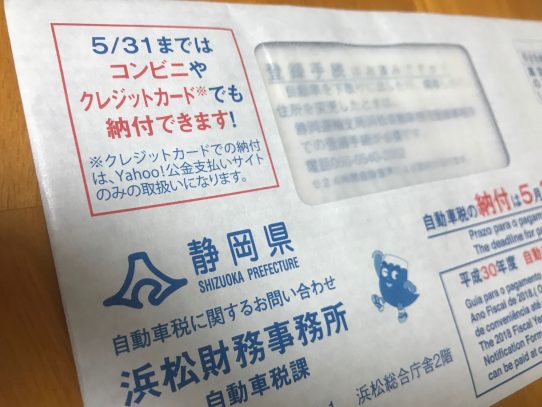 5/31までは
コンビニや
クレジットカード※でも
納付できます!
※クレジットカードでの納付
は、Yahoo!公金支払いサイト
のみの取扱いになります。
静岡県
SHIZUOKA PREFECTURE
自動車税に関するお問い合わせ
浜松財務事務所
自動車税課
浜松総合庁舎2階
自動車税の納付は5月
Prazo para o pagam
The deadline for pa
平成30年度 自動
Guia para o pagamento
Ano Fiscal de 2018.(O
de conveniência até
The 2018 Fiscal Ye
Notification Form
can be paid at c